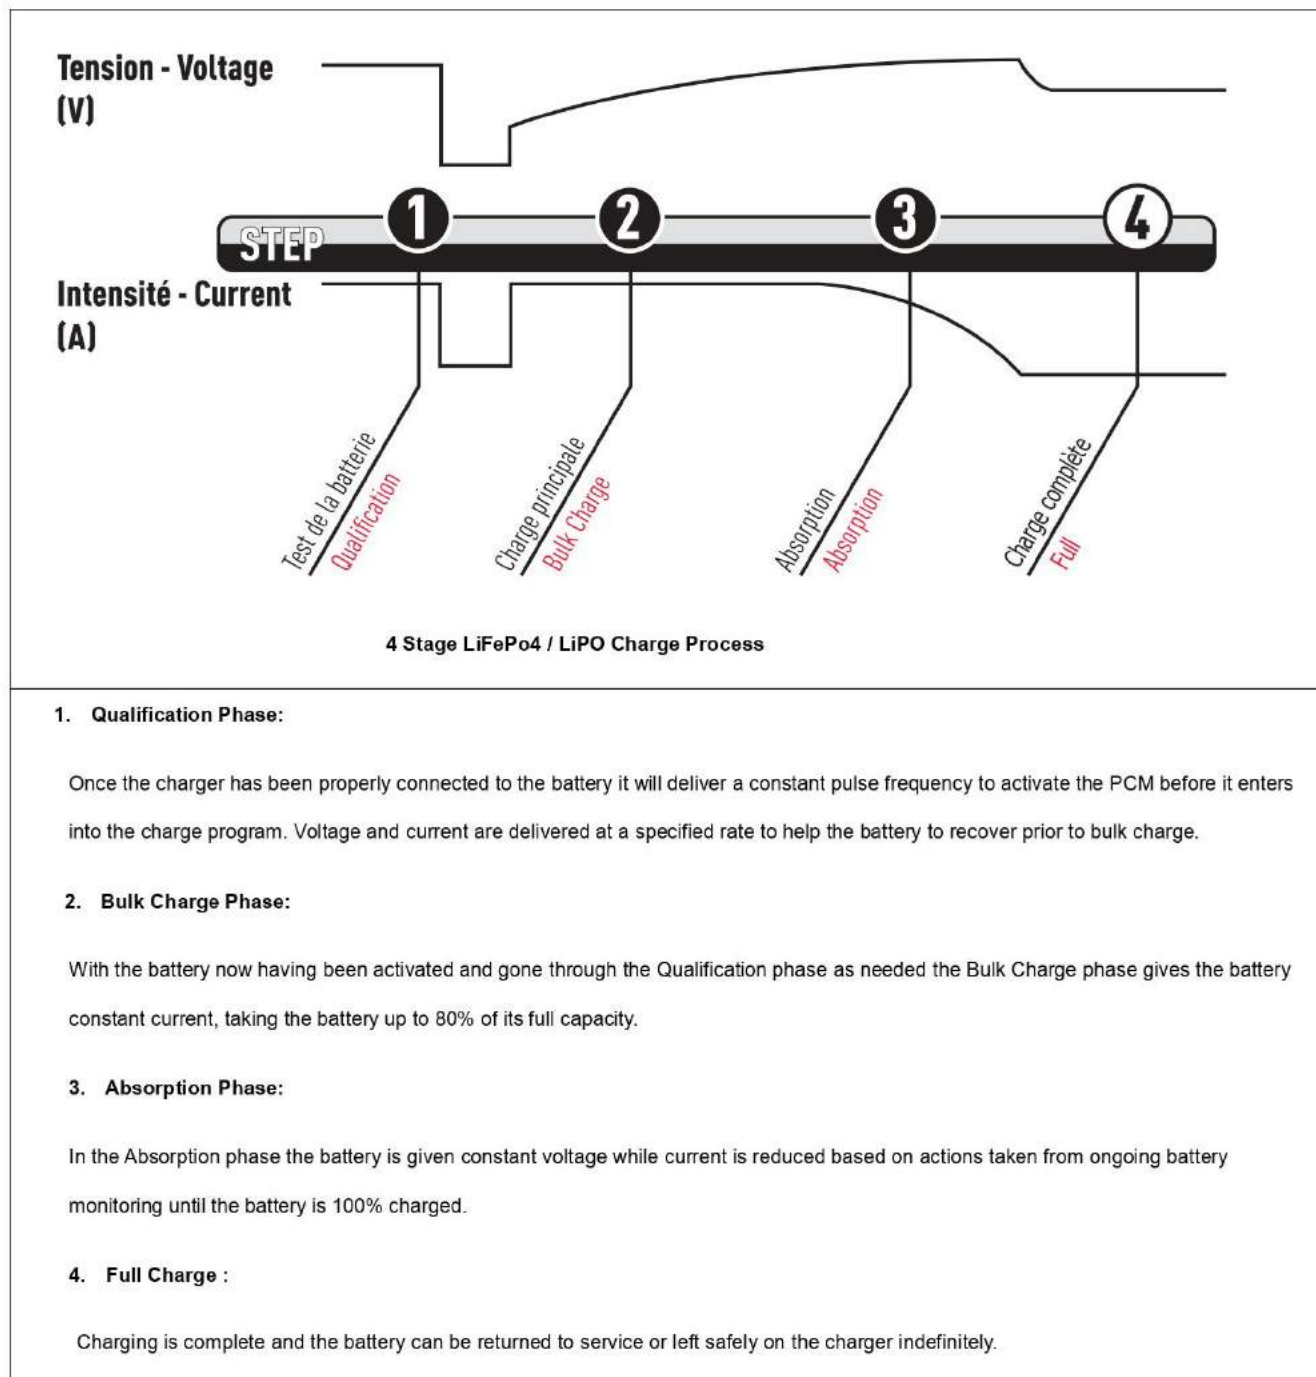 Tension - Voltage
(V)
STEP
1
2
3
4
Intensité - Current
(A)
Test de la batterie
Qualification
Charge principale
Bulk Charge
Absorption
Absorption
Charge complète
Full
4 Stage LiFePo4 / LiPO Charge Process
1. Qualification Phase:
Once the charger has been properly connected to the battery it will deliver a constant pulse frequency to activate the PCM before it enters
into the charge program. Voltage and current are delivered at a specified rate to help the battery to recover prior to bulk charge.
2. Bulk Charge Phase:
With the battery now having been activated and gone through the Qualification phase as needed the Bulk Charge phase gives the battery
constant current, taking the battery up to 80% of its full capacity.
3. Absorption Phase:
In the Absorption phase the battery is given constant voltage while current is reduced based on actions taken from ongoing battery
monitoring until the battery is 100% charged.
4. Full Charge :
Charging is complete and the battery can be returned to service or left safely on the charger indefinitely.